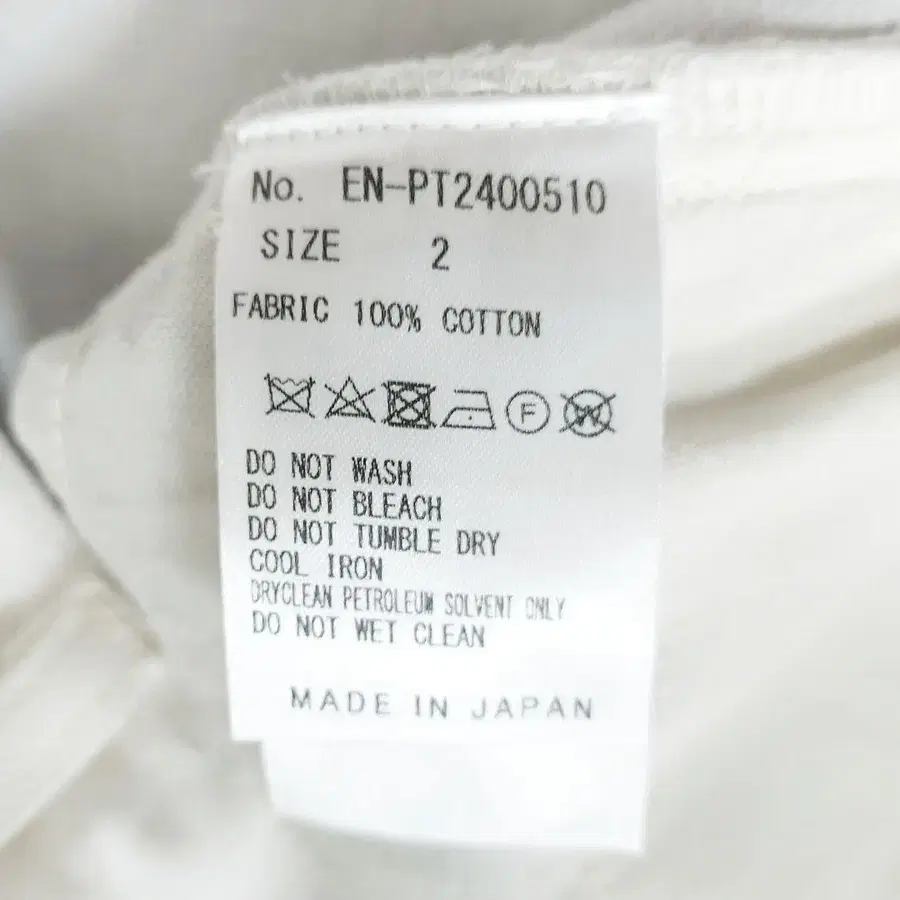 No. EN-PT2400510
SIZE 2
FABRIC 100% COTTON
F W
DO NOT WASH
DO NOT BLEACH
DO NOT TUMBLE DRY
COOL IRON
DRYCLEAN PETROLEUM SOLVENT ONLY
DO NOT WET CLEAN
MADE IN JAPAN